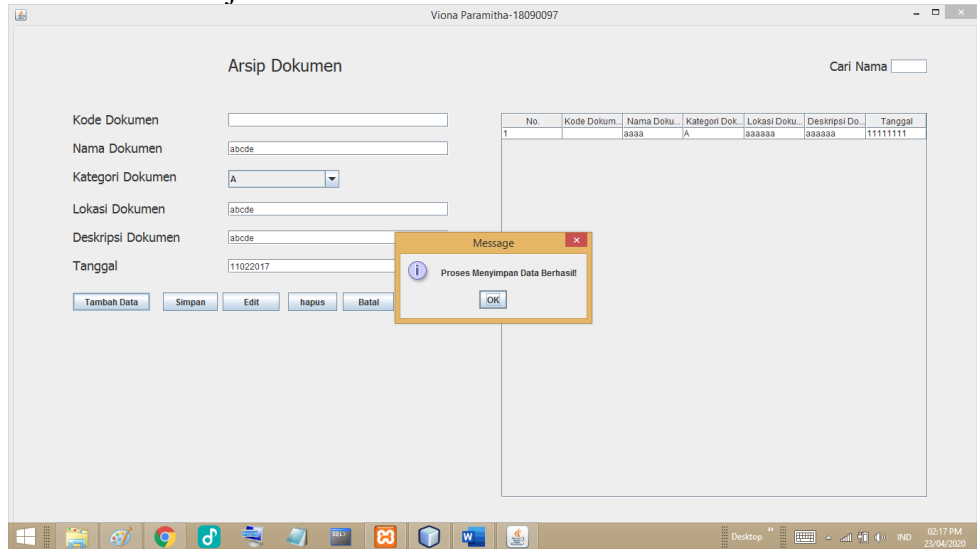 Viona Paramitha-18090097
Arsip Dokumen
Cari Nama
Kode Dokumen
Nama Dokumen abcde
Kategori Dokumen A
Lokasi Dokumen abcde
Deskripsi Dokumen abcde
Tanggal 11022017
Tambah Data Simpan Edit hapus Batal
No. Kode Dokum... Nama Doku... Kategori Dok... Lokasi Doku... Deskripsi Do... Tanggal
1 aaaa A aaaaaa aaaaaa 11111111
Message
Proses Menyimpan Data Berhasil!
OK
SQL>
Desktop
IND
02:17 PM
23/04/2020